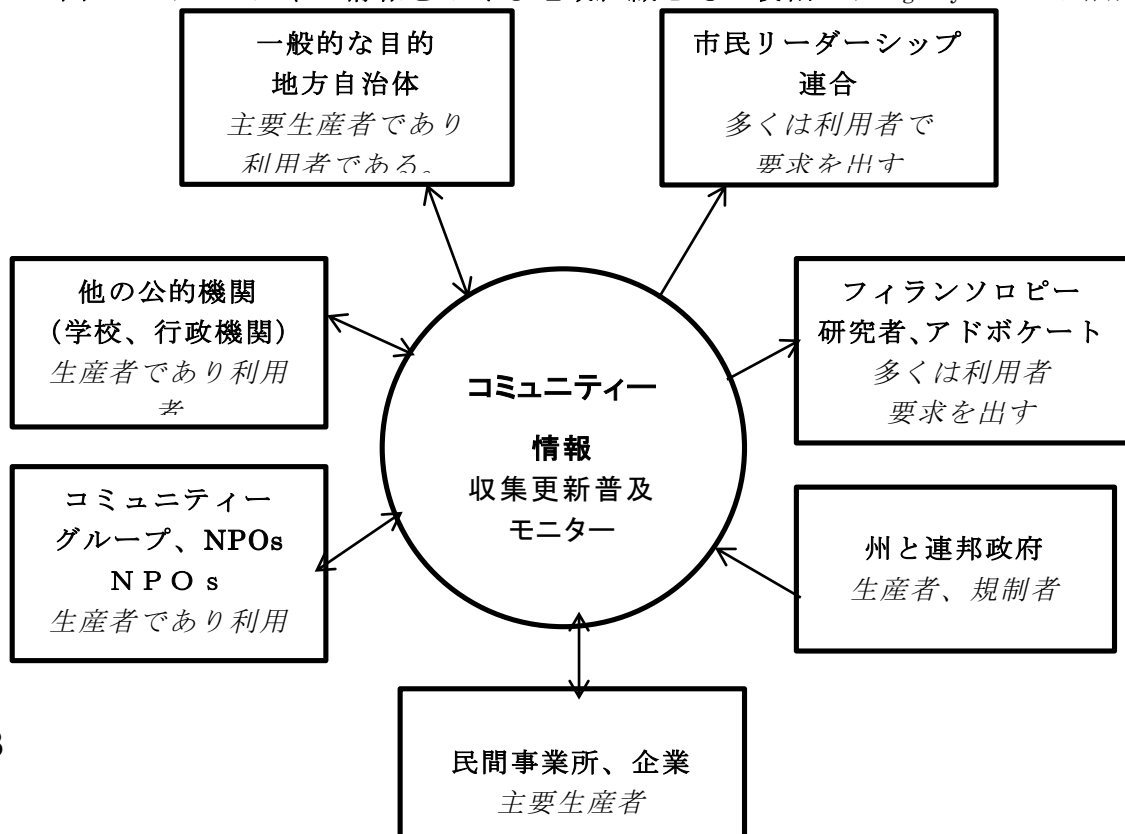 一般的な目的
地方自治体
主要生産者であり
利用者である。
市民リーダーシップ
連合
多くは利用者で
要求を出す
他の公的機関
（学校、行政機関）
生産者であり利用
者
フィランソロピー
研究者、アドボケート
多くは利用者
要求を出す
コミュニティー
情報
収集更新普及
モニター
コミュニティー
グループ、NPOs
ＮＰＯｓ
生産者であり利用
州と連邦政府
生産者、規制者
民間事業所、企業
主要生産者